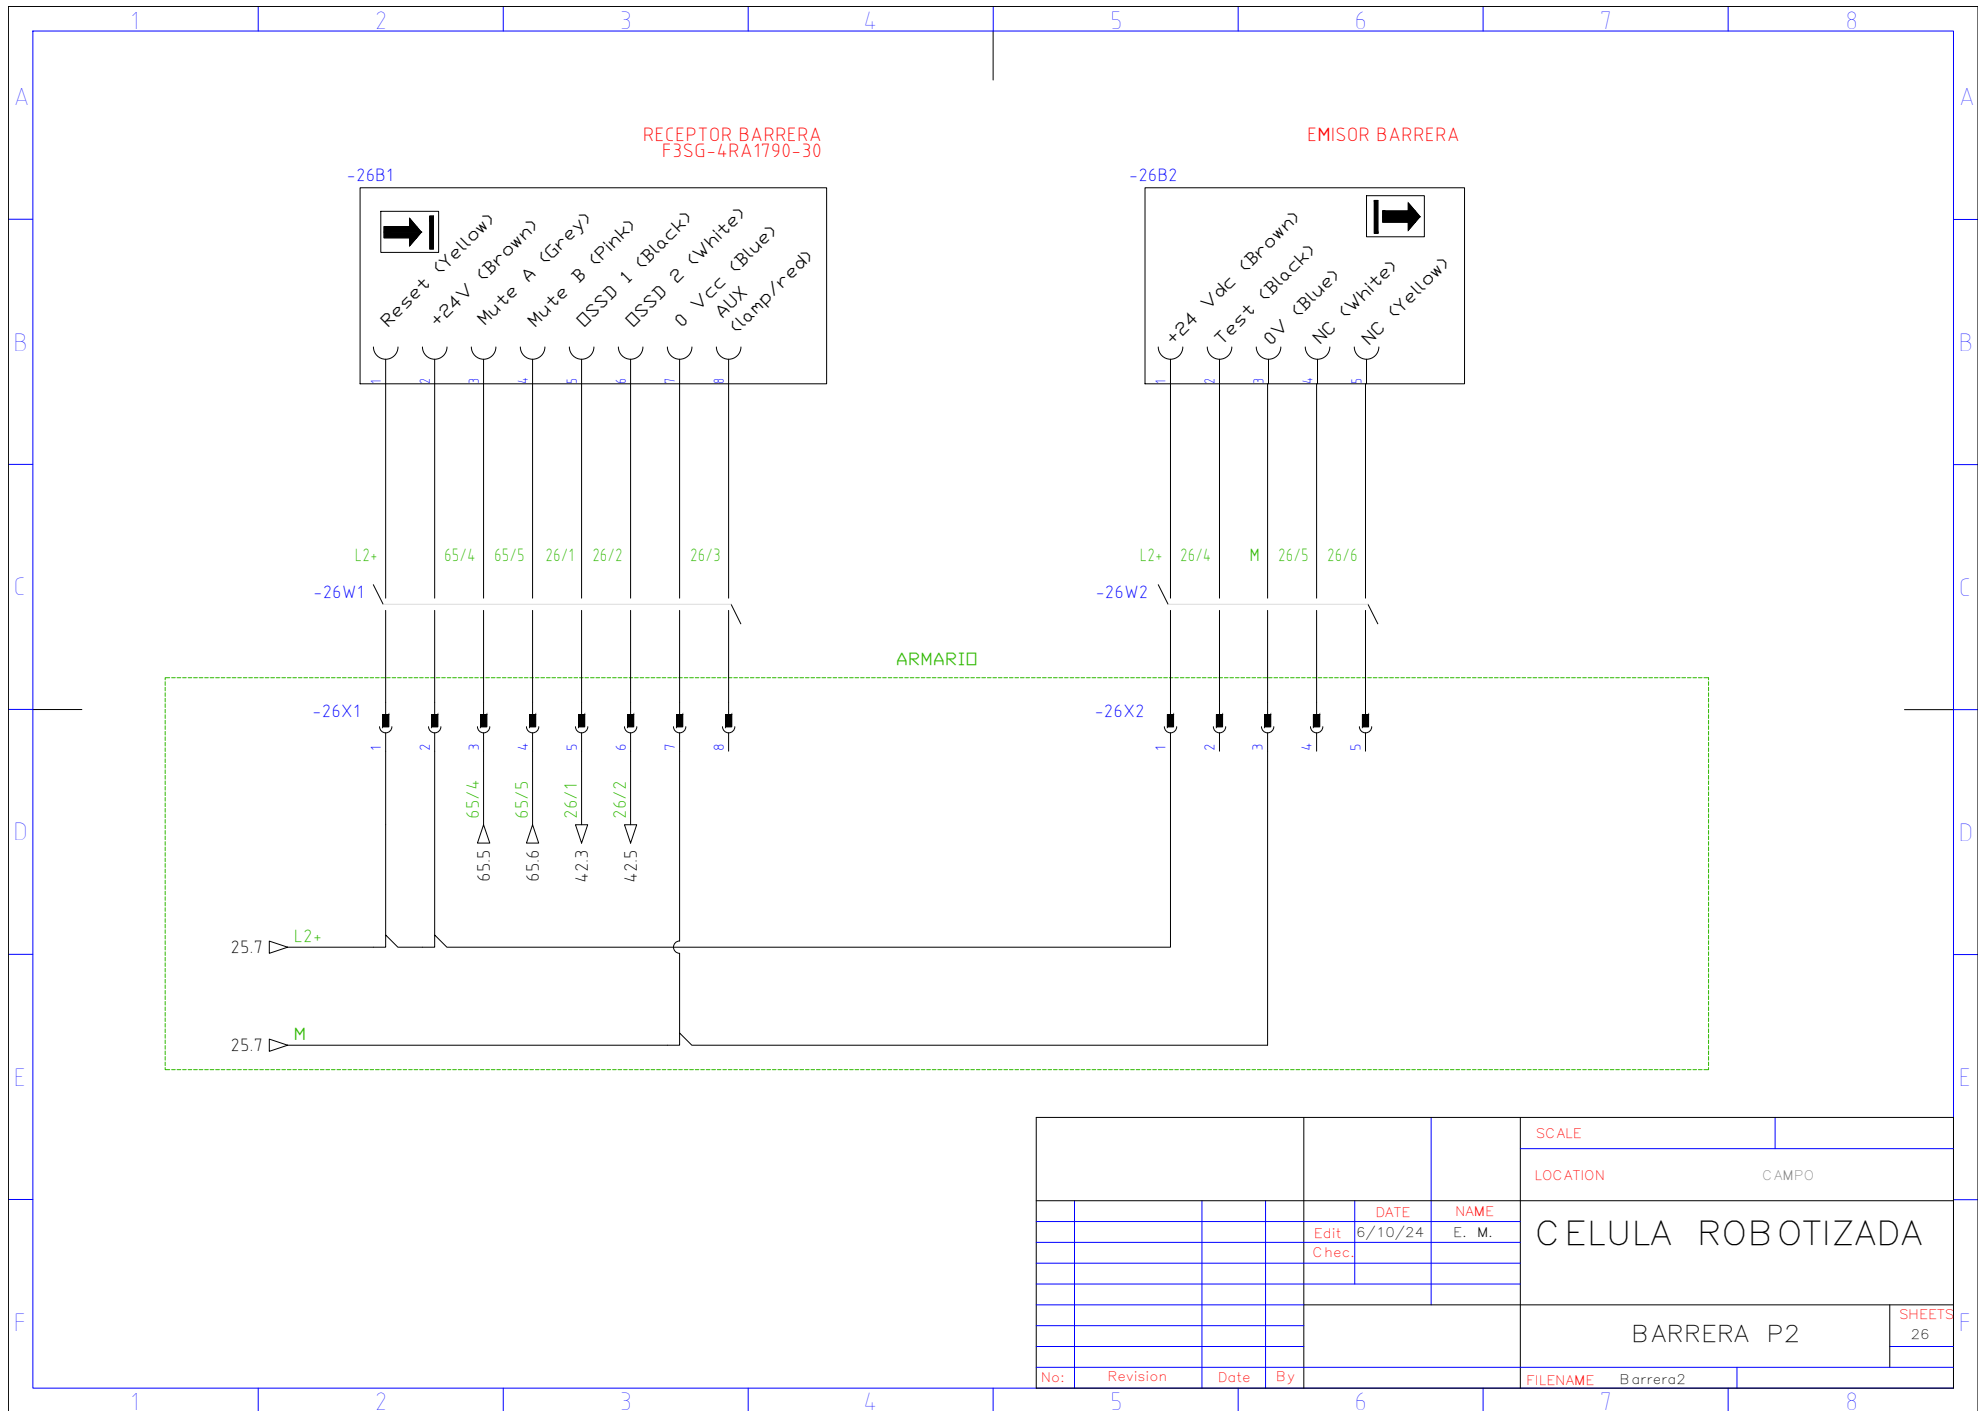 1 2 3 4 5 6 7 8
A A
RECEPTOR BARRERA
F3SG-4RA1790-30
EMISOR BARRERA
-26B1
-26B2
Reset (Yellow)
+24V (Brown)
Mute A (Grey)
Mute B (Pink)
OSSD 1 (Black)
OSSD 2 (White)
0 Vcc (Blue)
AUX
(lamp/red)
+24 Vdc (Brown)
Test (Black)
0V (Blue)
NC (White)
NC (Yellow)
B B
1 2 3 4 5 6 7 8
1 2 3 4 5
L2+ 65/4 65/5 26/1 26/2 26/3
L2+ 26/4 M 26/5 26/6
C C
-26W1
-26W2
ARMARIO
-26X1
-26X2
1 2 3 4 5 6 7 8
1 2 3 4 5
65/4 65/5 26/1 26/2
D D
65.5 65.6 42.3 42.5
25.7 L2+
25.7 M
E E
SCALE
LOCATION CAMPO
DATE NAME
Edit 6/10/24 E. M.
Chec.
CELULA ROBOTIZADA
F F
BARRERA P2
SHEETS
26
No: Revision Date By
FILENAME Barrera2
1 2 3 4 5 6 7 8